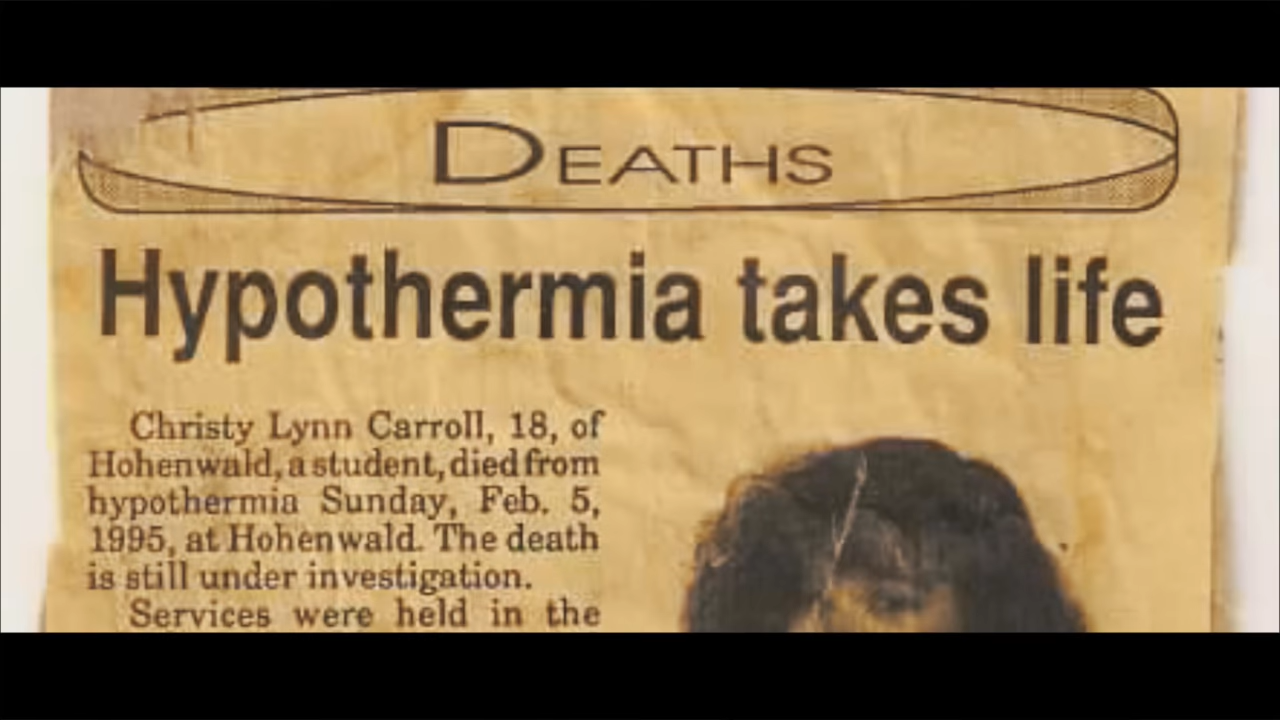 DEATHS
Hypothermia takes life
Christy Lynn Carroll, 18, of
Hohenwald, a student, died from
hypothermia Sunday, Feb. 5,
1995, at Hohenwald. The death
is still under investigation.
Services were held in the